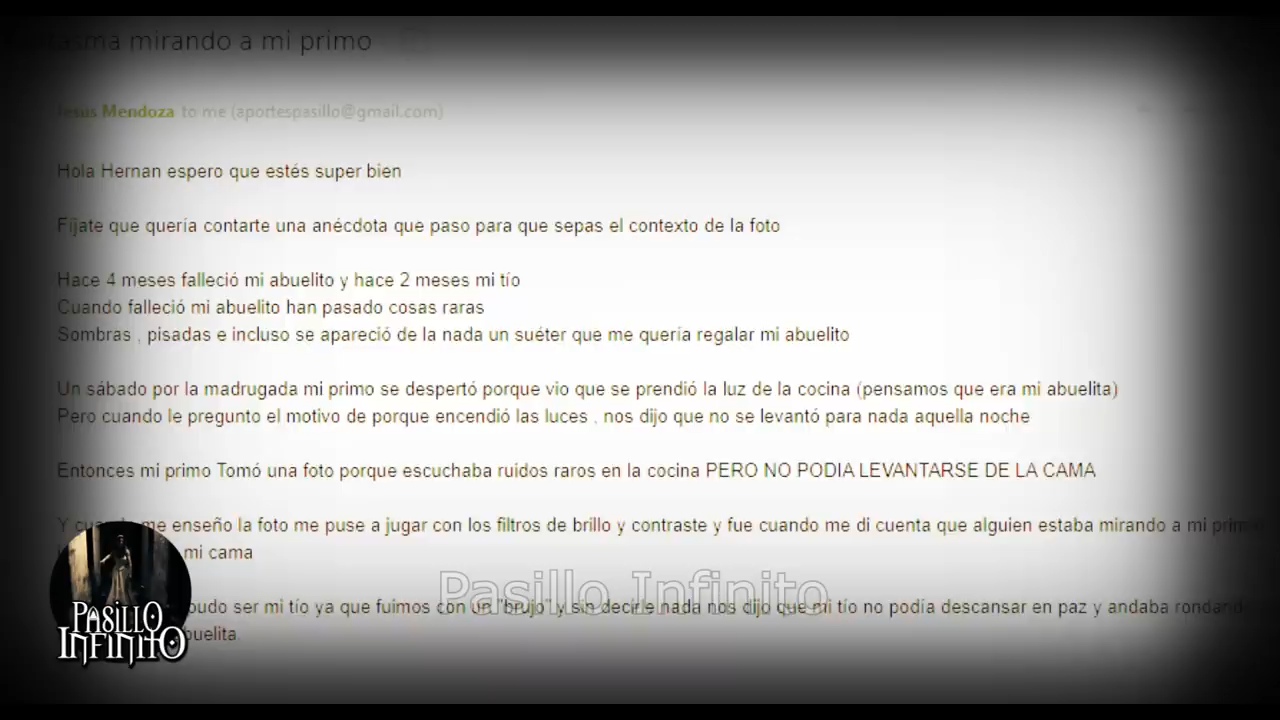 asma mirando a mi primo
Jesus Mendoza to me (aportespasillo@gmail.com)
Hola Hernan espero que estés super bien
Fíjate que quería contarte una anécdota que paso para que sepas el contexto de la foto
Hace 4 meses falleció mi abuelito y hace 2 meses mi tío
Cuando falleció mi abuelito han pasado cosas raras
Sombras , pisadas e incluso se apareció de la nada un suéter que me quería regalar mi abuelito
Un sábado por la madrugada mi primo se despertó porque vio que se prendió la luz de la cocina (pensamos que era mi abuelita)
Pero cuando le pregunto el motivo de porque encendió las luces , nos dijo que no se levantó para nada aquella noche
Entonces mi primo Tomó una foto porque escuchaba ruidos raros en la cocina PERO NO PODIA LEVANTARSE DE LA CAMA
Y me enseño la foto me puse a jugar con los filtros de brillo y contraste y fue cuando me di cuenta que alguien estaba mirando a mi primo
mi cama
pudo ser mi tío ya que fuimos con un "brujo" y sin decirle nada nos dijo que mi tío no podía descansar en paz y andaba rondando
abuelita.
Pasillo Infinito
PASILLO
INFINITO